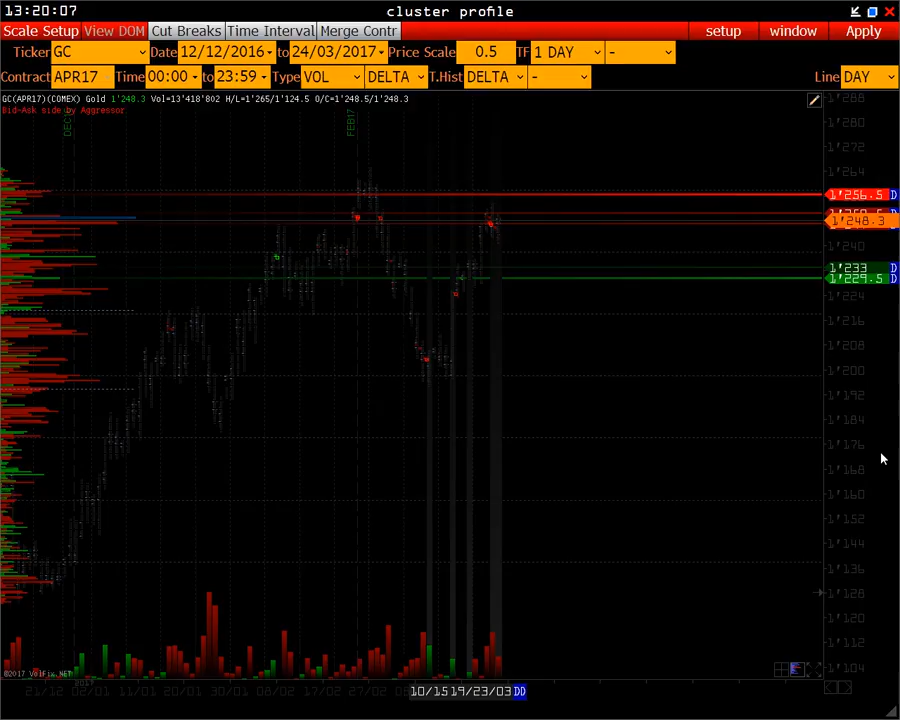 13:20:07 cluster profile
Scale Setup View DOM Cut Breaks Time Interval Merge Contr setup window Apply
Ticker GC Date 12/12/2016 to 24/03/2017 Price Scale 0.5 TF 1 DAY -
Contract APR17 Time 00:00 to 23:59 Type VOL DELTA T.Hist DELTA - Line DAY
GC(APR17)(COMEX) Gold 1'248.3 Vol=13'418'802 H/L=1'265/1'124.5 O/C=1'248.5/1'248.3
Bid-Ask side by Aggressor
FEB17
1'288
1'280
1'272
1'264
1'256.5 D
1'248.3
1'240
1'233 D
1'229.5 D
1'224
1'216
1'208
1'200
1'192
1'184
1'176
1'168
1'160
1'152
1'144
1'136
1'128
1'120
1'112
1'104
©2017 VolFix.NET
2017
21/12 02/01 11/01 20/01 30/01 08/02 17/02 27/02 10/15 19/23/03 DD